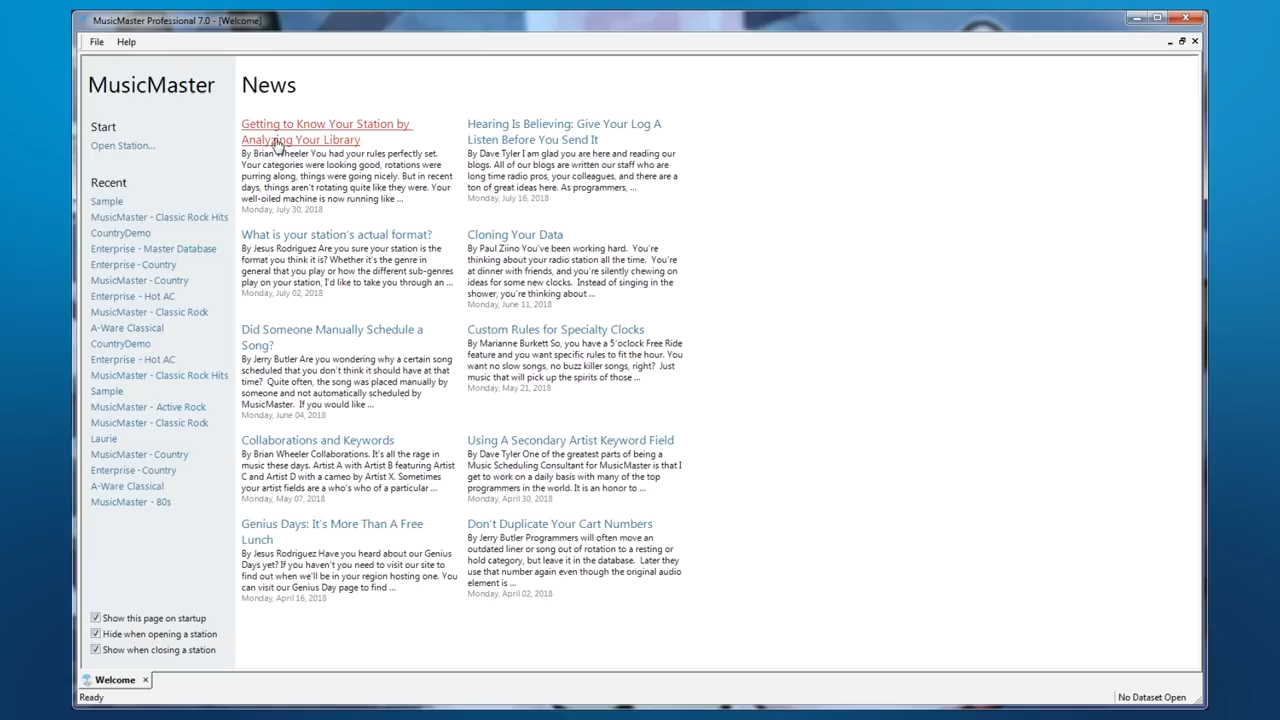 MusicMaster Professional 7.0 - [Welcome]
File Help
MusicMaster
Start
Open Station...
Recent
Sample
MusicMaster - Classic Rock Hits
CountryDemo
Enterprise - Master Database
Enterprise - Country
MusicMaster - Country
Enterprise - Hot AC
MusicMaster - Classic Rock
A-Ware Classical
CountryDemo
Enterprise - Hot AC
MusicMaster - Classic Rock Hits
Sample
MusicMaster - Active Rock
MusicMaster - Classic Rock
Laurie
MusicMaster - Country
Enterprise - Country
A-Ware Classical
MusicMaster - 80s
Show this page on startup
Hide when opening a station
Show when closing a station
News
Getting to Know Your Station by
Analyzing Your Library
By Brian Wheeler You had your rules perfectly set.
Your categories were looking good, rotations were
purring along, things were going nicely. But in recent
days, things aren't rotating quite like they were. Your
well-oiled machine is now running like ...
Monday, July 30, 2018
Hearing Is Believing: Give Your Log A
Listen Before You Send It
By Dave Tyler I am glad you are here and reading our
blogs. All of our blogs are written our staff who are
long time radio pros, your colleagues, and there are a
ton of great ideas here. As programmers, ...
Monday, July 16, 2018
What is your station's actual format?
By Jesus Rodriguez Are you sure your station is the
format you think it is? Whether it's the genre in
general that you play or how the different sub-genres
play on your station, I'd like to take you through an ...
Monday, July 02, 2018
Cloning Your Data
By Paul Ziino You've been working hard. You're
thinking about your radio station all the time. You're
at dinner with friends, and you're silently chewing on
ideas for some new clocks. Instead of singing in the
shower, you're thinking about ...
Monday, June 11, 2018
Did Someone Manually Schedule a
Song?
By Jerry Butler Are you wondering why a certain song
scheduled that you don't think it should have at that
time? Quite often, the song was placed manually by
someone and not automatically scheduled by
MusicMaster. If you would like ...
Monday, June 04, 2018
Custom Rules for Specialty Clocks
By Marianne Burkett So, you have a 5'oclock Free Ride
feature and you want specific rules to fit the hour. You
want no slow songs, no buzz killer songs, right? Just
music that will pick up the spirits of those ...
Monday, May 21, 2018
Collaborations and Keywords
By Brian Wheeler Collaborations. It's all the rage in
music these days. Artist A with Artist B featuring Artist
C and Artist D with a cameo by Artist X. Sometimes
your artist fields are a who's who of a particular ...
Monday, May 07, 2018
Using A Secondary Artist Keyword Field
By Dave Tyler One of the greatest parts of being a
Music Scheduling Consultant for MusicMaster is that I
get to work on a daily basis with many of the top
programmers in the world. It is an honor to ...
Monday, April 30, 2018
Genius Days: It's More Than A Free
Lunch
By Jesus Rodriguez Have you heard about our Genius
Days yet? If you haven't you need to visit our site to
find out when we'll be in your region hosting one. You
can visit our Genius Day page to find ...
Monday, April 16, 2018
Don't Duplicate Your Cart Numbers
By Jerry Butler Programmers will often move an
outdated liner or song out of rotation to a resting or
hold category, but leave it in the database. Later they
use that number again even though the original audio
element is ...
Monday, April 02, 2018
Welcome
Ready
No Dataset Open